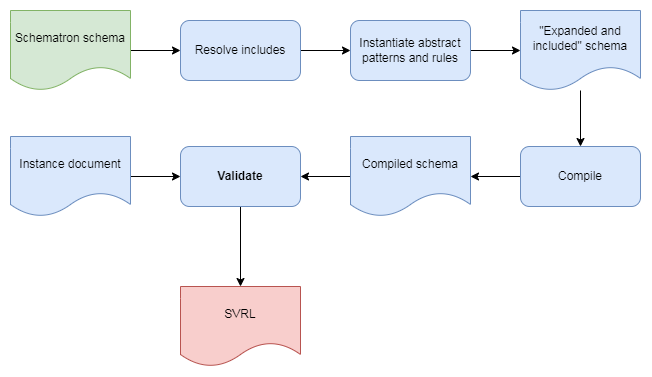 Schematron schema
Resolve includes
Instantiate abstract
patterns and rules
"Expanded and
included" schema
Instance document
Validate
Compiled schema
Compile
SVRL